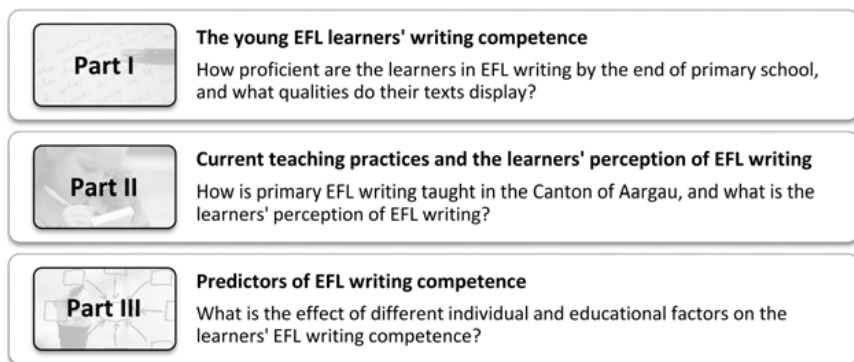 Part I
The young EFL learners' writing competence
How proficient are the learners in EFL writing by the end of primary school,
and what qualities do their texts display?
Part II
Current teaching practices and the learners' perception of EFL writing
How is primary EFL writing taught in the Canton of Aargau, and what is the
learners' perception of EFL writing?
Part III
Predictors of EFL writing competence
What is the effect of different individual and educational factors on the
learners' EFL writing competence?